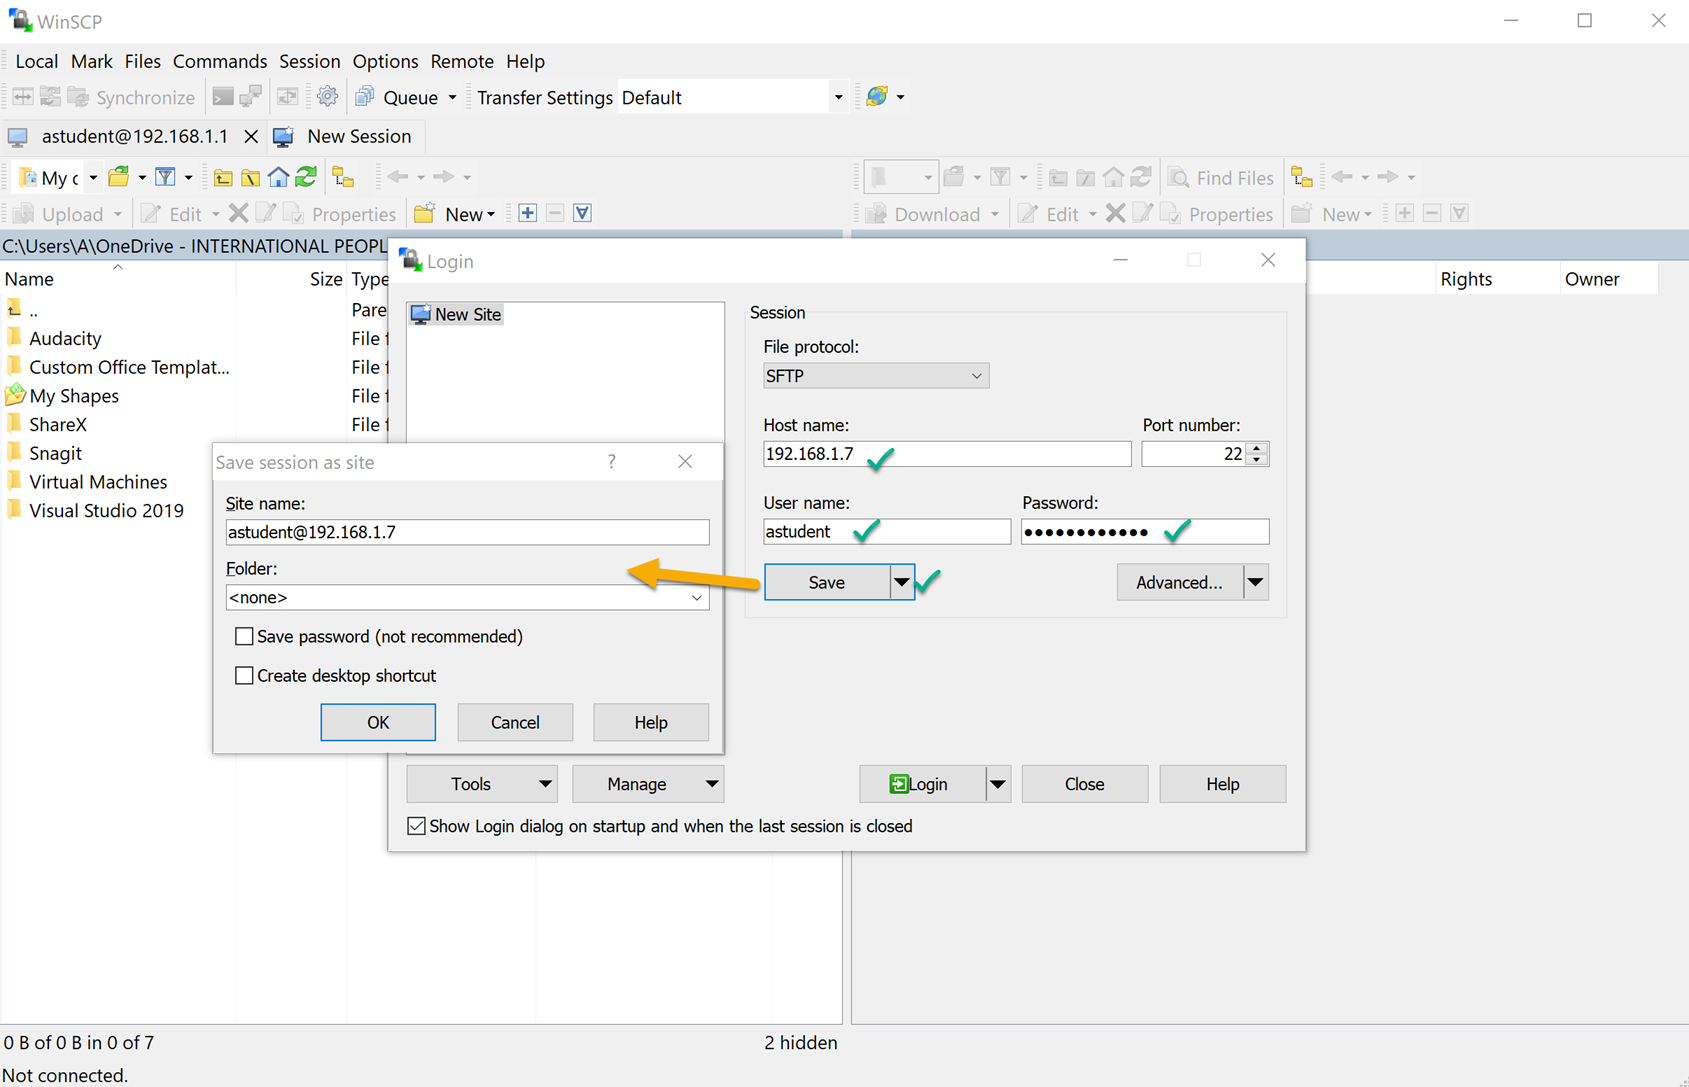 WinSCP
Local Mark Files Commands Session Options Remote Help
Synchronize Queue Transfer Settings Default
astudent@192.168.1.1 New Session
My Find Files
Upload Edit Properties New Download Edit Properties New
C:\Users\A\OneDrive - INTERNATIONAL PEOPL
Name Size Type Rights Owner
.. Pare
Audacity File
Custom Office Templat... File
My Shapes File
ShareX File
Snagit
Virtual Machines
Visual Studio 2019
Login
New Site
Session
File protocol:
SFTP
Host name: Port number:
192.168.1.7 22
User name: Password:
astudent ●●●●●●●●●●●●
Save Advanced...
Save session as site ?
Site name:
astudent@192.168.1.7
Folder:
<none>
Save password (not recommended)
Create desktop shortcut
OK Cancel Help
Tools Manage Login Close Help
Show Login dialog on startup and when the last session is closed
0 B of 0 B in 0 of 7 2 hidden
Not connected.